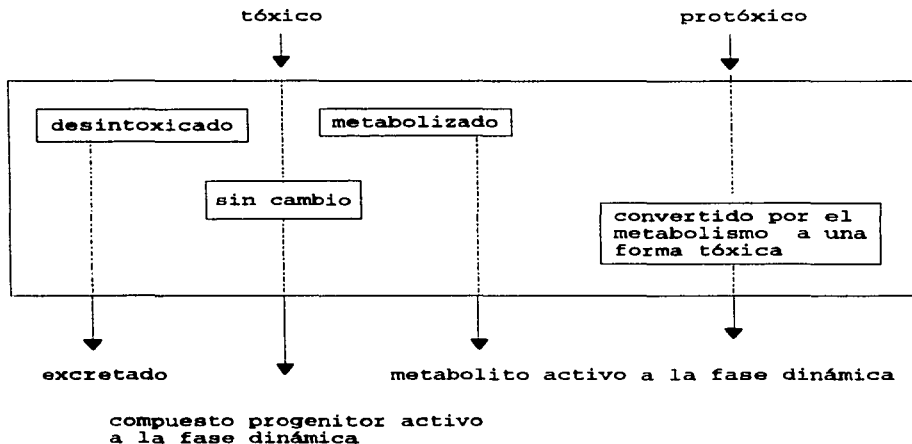 tóxico
protóxico
desintoxicado
metabolizado
sin cambio
convertido por el
metabolismo a una
forma tóxica
excretado
metabolito activo a la fase dinámica
compuesto progenitor activo
a la fase dinámica